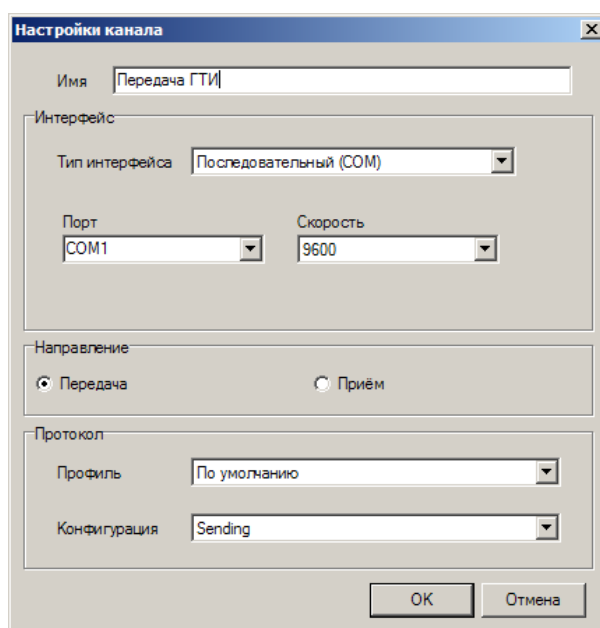 Настройки канала
Имя Передача ГТИ
Интерфейс
Тип интерфейса Последовательный (COM)
Порт Скорость
COM1 9600
Направление
Передача Приём
Протокол
Профиль По умолчанию
Конфигурация Sending
OK Отмена